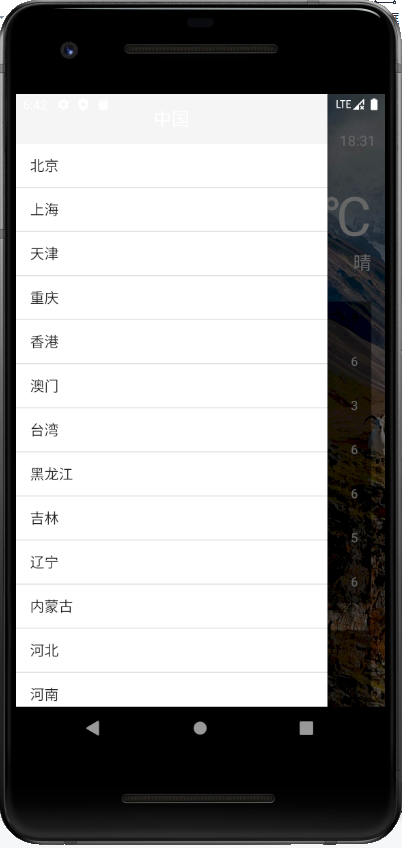 6:42
LTE
中国
18:31
℃
晴
北京
上海
天津
重庆
香港
澳门
台湾
黑龙江
吉林
辽宁
内蒙古
河北
河南
6
3
6
6
5
6